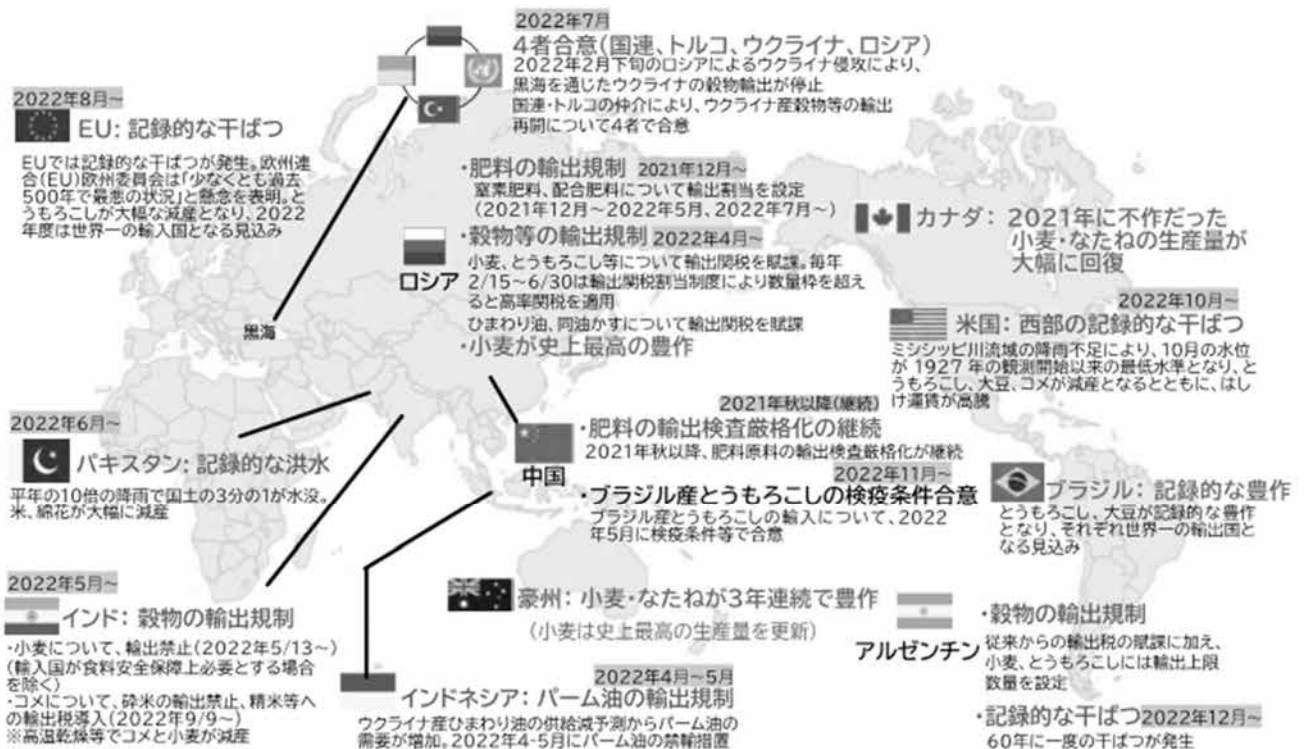 2022年7月
4者合意(国連、トルコ、ウクライナ、ロシア)
2022年2月下旬のロシアによるウクライナ侵攻により、
黒海を通じたウクライナの穀物輸出が停止
国連・トルコの仲介により、ウクライナ産穀物等の輸出
再開について4者で合意
2022年8月～
EU: 記録的な干ばつ
EUでは記録的な干ばつが発生。欧州連
合(EU)欧州委員会は「少なくとも過去
500年で最悪の状況」と懸念を表明。と
うもろこしが大幅な減産となり、2022
年度は世界一の輸入国となる見込み
黒海
・肥料の輸出規制 2021年12月～
窒素肥料、配合肥料について輸出割当を設定
(2021年12月～2022年5月、2022年7月～)
・穀物等の輸出規制 2022年4月～
ロシア
小麦、とうもろこし等について輸出関税を賦課。毎年
2/15～6/30は輸出関税割当制度により数量枠を超え
ると高率関税を適用
ひまわり油、同油かすについて輸出関税を賦課
・小麦が史上最高の豊作
カナダ: 2021年に不作だった
小麦・なたねの生産量が
大幅に回復
2022年10月～
米国: 西部の記録的な干ばつ
ミシシッピ川流域の降雨不足により、10月の水位
が 1927 年の観測開始以来の最低水準となり、と
うもろこし、大豆、コメが減産となるとともに、はし
け運賃が高騰
2022年6月～
パキスタン: 記録的な洪水
平年の10倍の降雨で国土の3分の1が水没。
米、綿花が大幅に減産
2021年秋以降(継続)
・肥料の輸出検査厳格化の継続
2021年秋以降、肥料原料の輸出検査厳格化が継続
中国
2022年11月～
・ブラジル産とうもろこしの検疫条件合意
ブラジル産とうもろこしの輸入について、2022
年5月に検疫条件等で合意
ブラジル: 記録的な豊作
とうもろこし、大豆が記録的な豊作
となり、それぞれ世界一の輸出国と
なる見込み
2022年5月～
インド: 穀物の輸出規制
・小麦について、輸出禁止(2022年5/13～)
(輸入国が食料安全保障上必要とする場合
を除く)
・コメについて、砕米の輸出禁止、精米等へ
の輸出税導入(2022年9/9～)
※高温乾燥等でコメと小麦が減産
豪州: 小麦・なたねが3年連続で豊作
(小麦は史上最高の生産量を更新)
2022年4月～5月
インドネシア: パーム油の輸出規制
ウクライナ産ひまわり油の供給減予測からパーム油の
需要が増加。2022年4-5月にパーム油の禁輸措置
アルゼンチン
・穀物の輸出規制
従来からの輸出税の賦課に加え、
小麦、とうもろこしには輸出上限
数量を設定
・記録的な干ばつ 2022年12月～
60年に一度の干ばつが発生